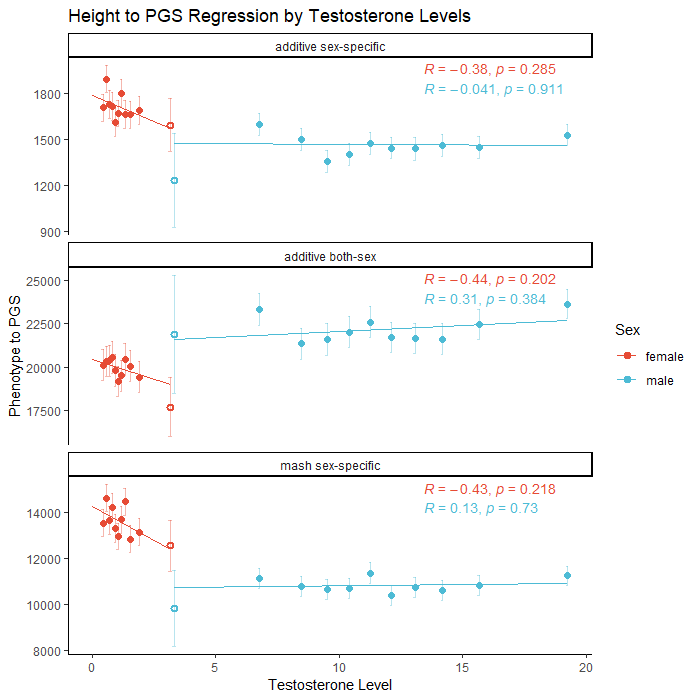 Height to PGS Regression by Testosterone Levels
additive sex-specific
R = −0.38, p = 0.285
R = −0.041, p = 0.911
1800
1500
1200
900
additive both-sex
R = −0.44, p = 0.202
R = 0.31, p = 0.384
25000
22500
20000
17500
Phenotype to PGS
Sex
female
male
mash sex-specific
R = −0.43, p = 0.218
R = 0.13, p = 0.73
14000
12000
10000
8000
0 5 10 15 20
Testosterone Level